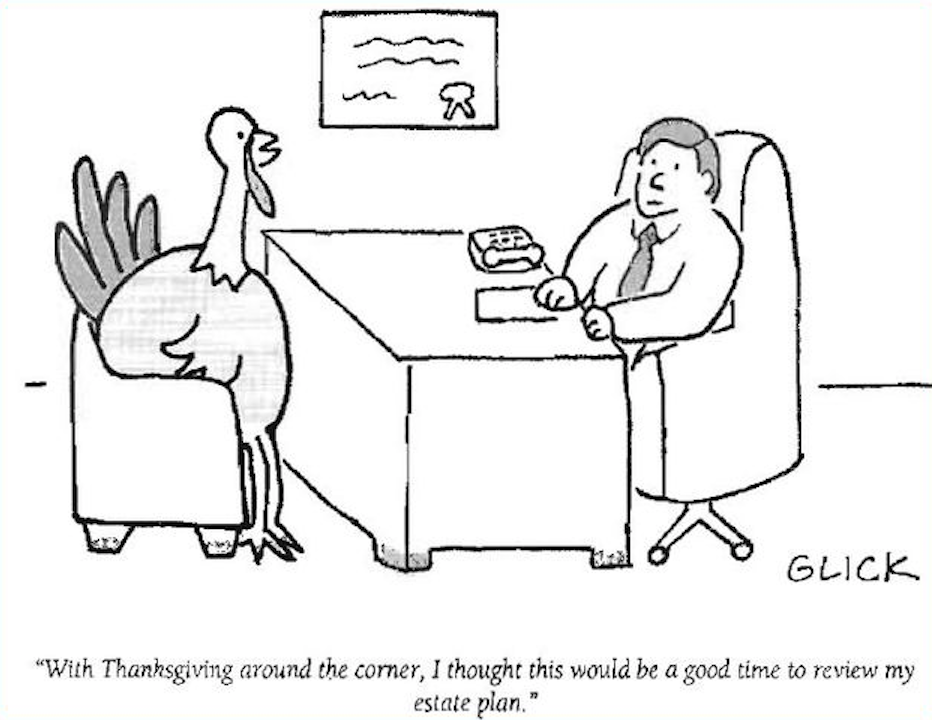 GLICK
“With Thanksgiving around the corner, I thought this would be a good time to review my
estate plan.”